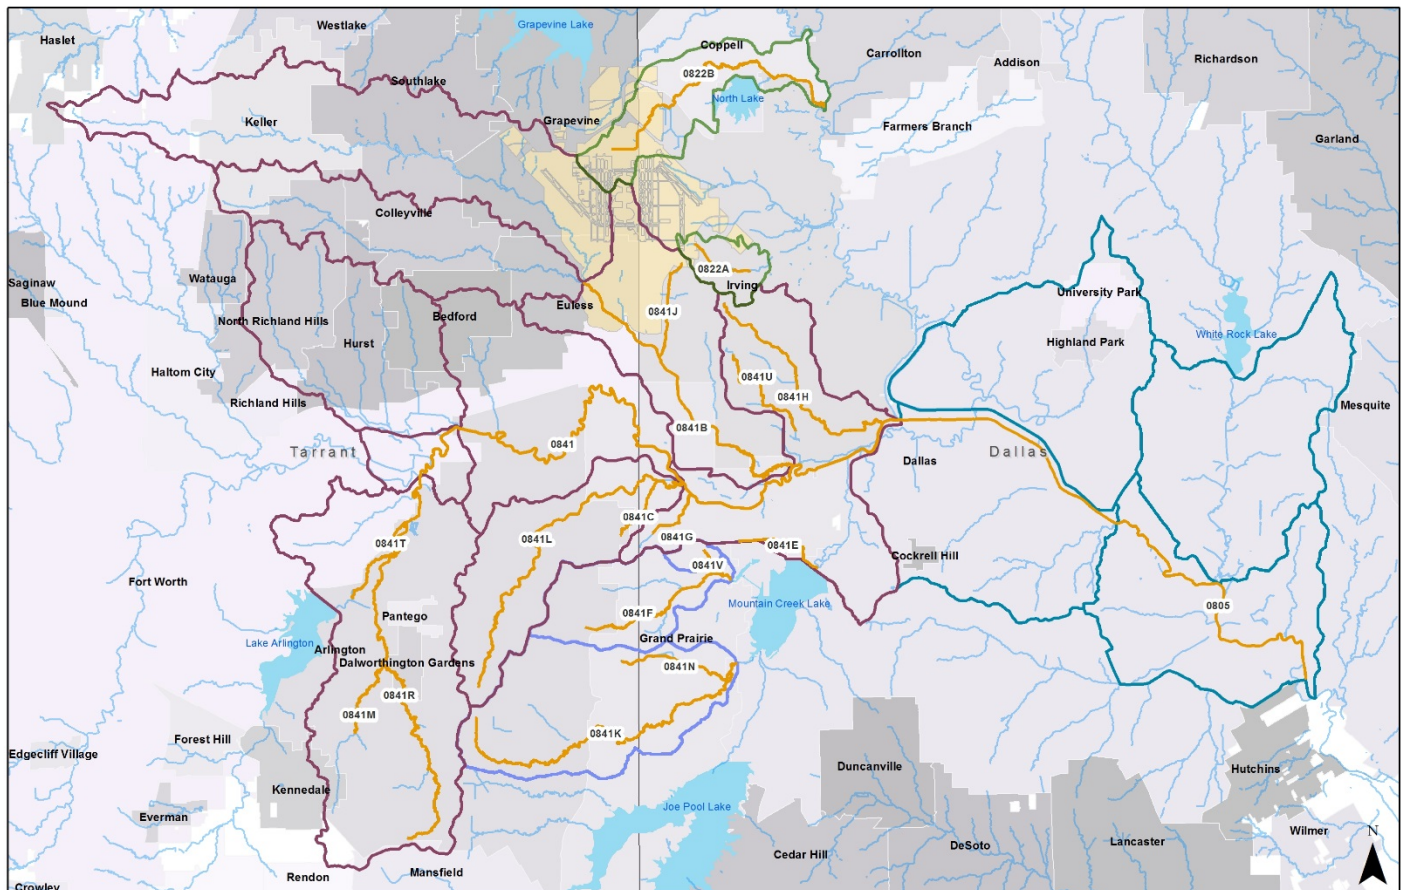 Westlake
Grapevine Lake
Haslet
Coppell
Carrollton
Addison
Richardson
Southlake
0822B
North Lake
Keller
Grapevine
Farmers Branch
Garland
Colleyville
Saginaw
Watauga
0822A
Irving
Blue Mound
Euless
0841J
University Park
North Richland Hills
Bedford
White Rock Lake
Hurst
Highland Park
Haltom City
0841U
0841H
Richland Hills
Mesquite
0841B
0841
Tarrant
Dallas
Dallas
0841C
0841L
0841G
0841T
0841E
Cockrell Hill
0841V
Fort Worth
Mountain Creek Lake
0805
Pantego
0841F
Lake Arlington
Grand Prairie
Arlington
Dalworthington Gardens
0841N
0841R
0841M
0841K
Forest Hill
Edgecliff Village
Duncanville
Hutchins
Kennedale
Joe Pool Lake
Everman
Wilmer
N
Lancaster
DeSoto
Cedar Hill
Mansfield
Rendon
Crowley